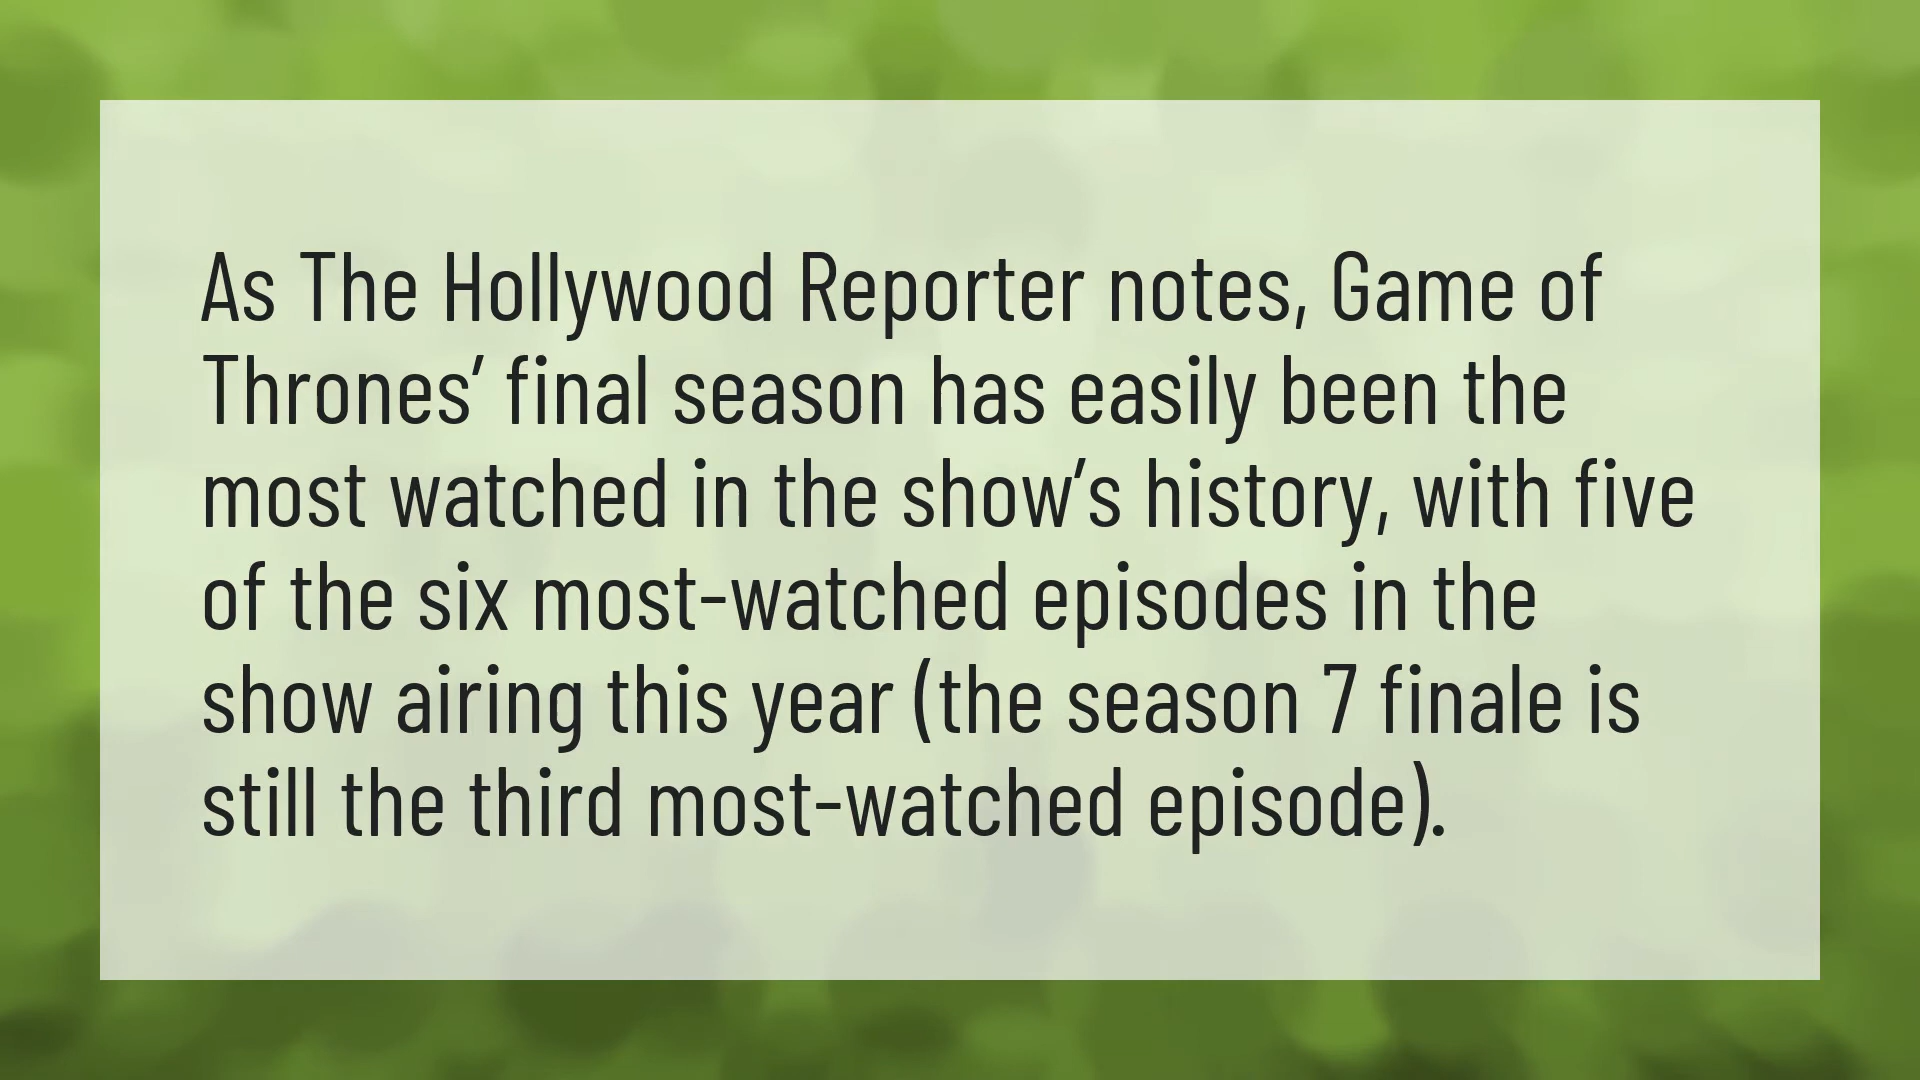 As The Hollywood Reporter notes, Game of
Thrones’ final season has easily been the
most watched in the show’s history, with five
of the six most-watched episodes in the
show airing this year (the season 7 finale is
still the third most-watched episode).